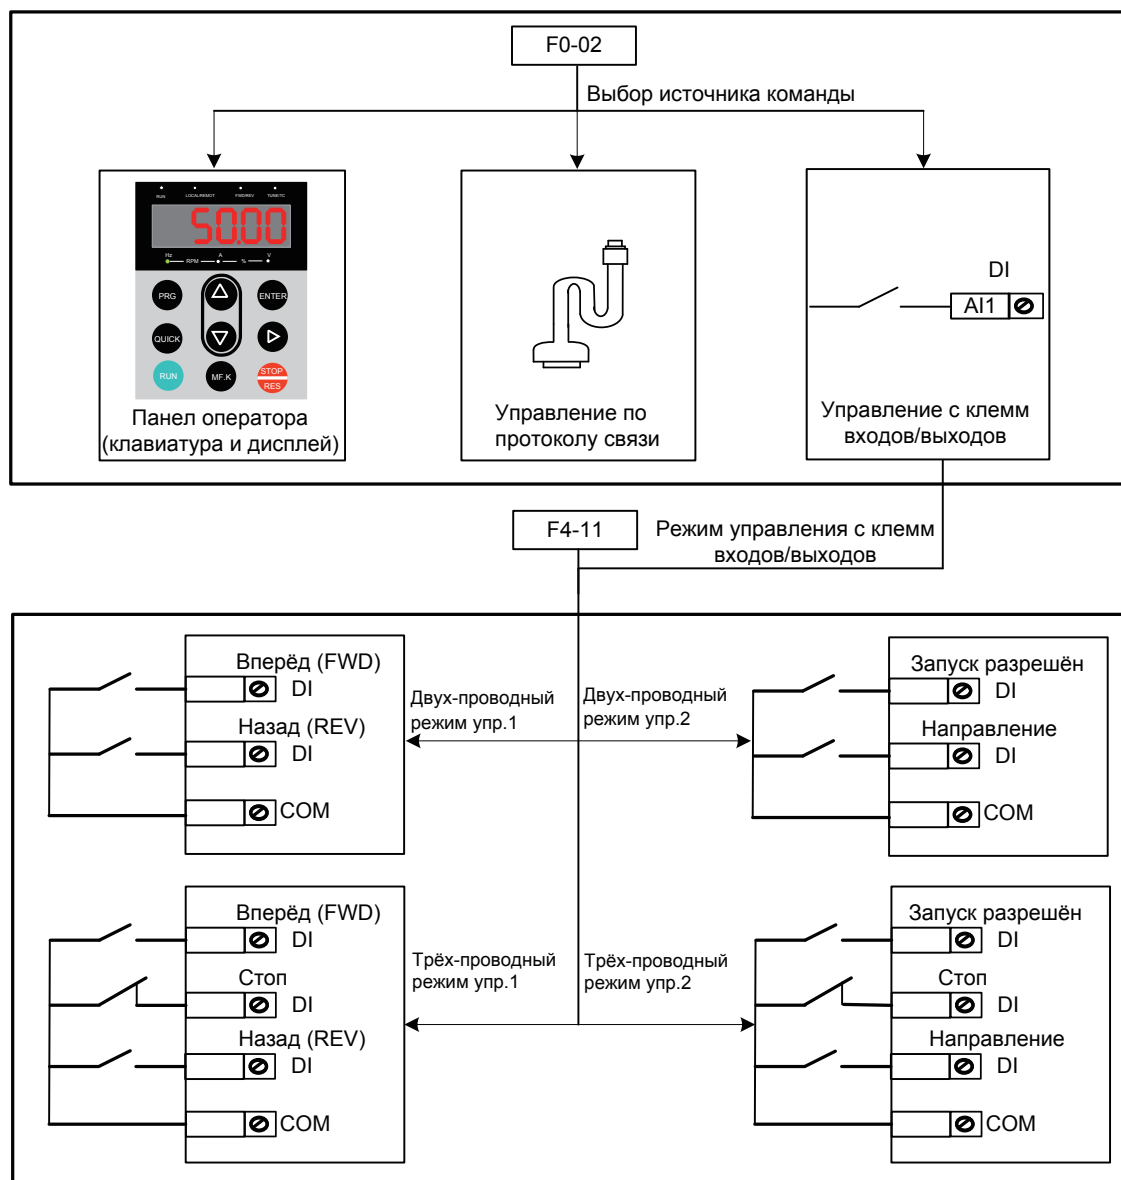 F0-02
Выбор источника команды
RUN LOCAL/REMOT FWD/REV TUNE/TC
50.00
Hz RPM A % V
PRG ENTER
QUICK
RUN MF.K STOP
RES
Панел оператора
(клавиатура и дисплей)
Управление по
протоколу связи
DI
AI1
Управление с клемм
входов/выходов
F4-11
Режим управления с клемм
входов/выходов
Вперёд (FWD)
DI
Назад (REV)
DI
COM
Двух-проводный
режим упр.1
Двух-проводный
режим упр.2
Запуск разрешён
DI
Направление
DI
COM
Вперёд (FWD)
DI
Стоп
DI
Назад (REV)
DI
COM
Трёх-проводный
режим упр.1
Трёх-проводный
режим упр.2
Запуск разрешён
DI
Стоп
DI
Направление
DI
COM